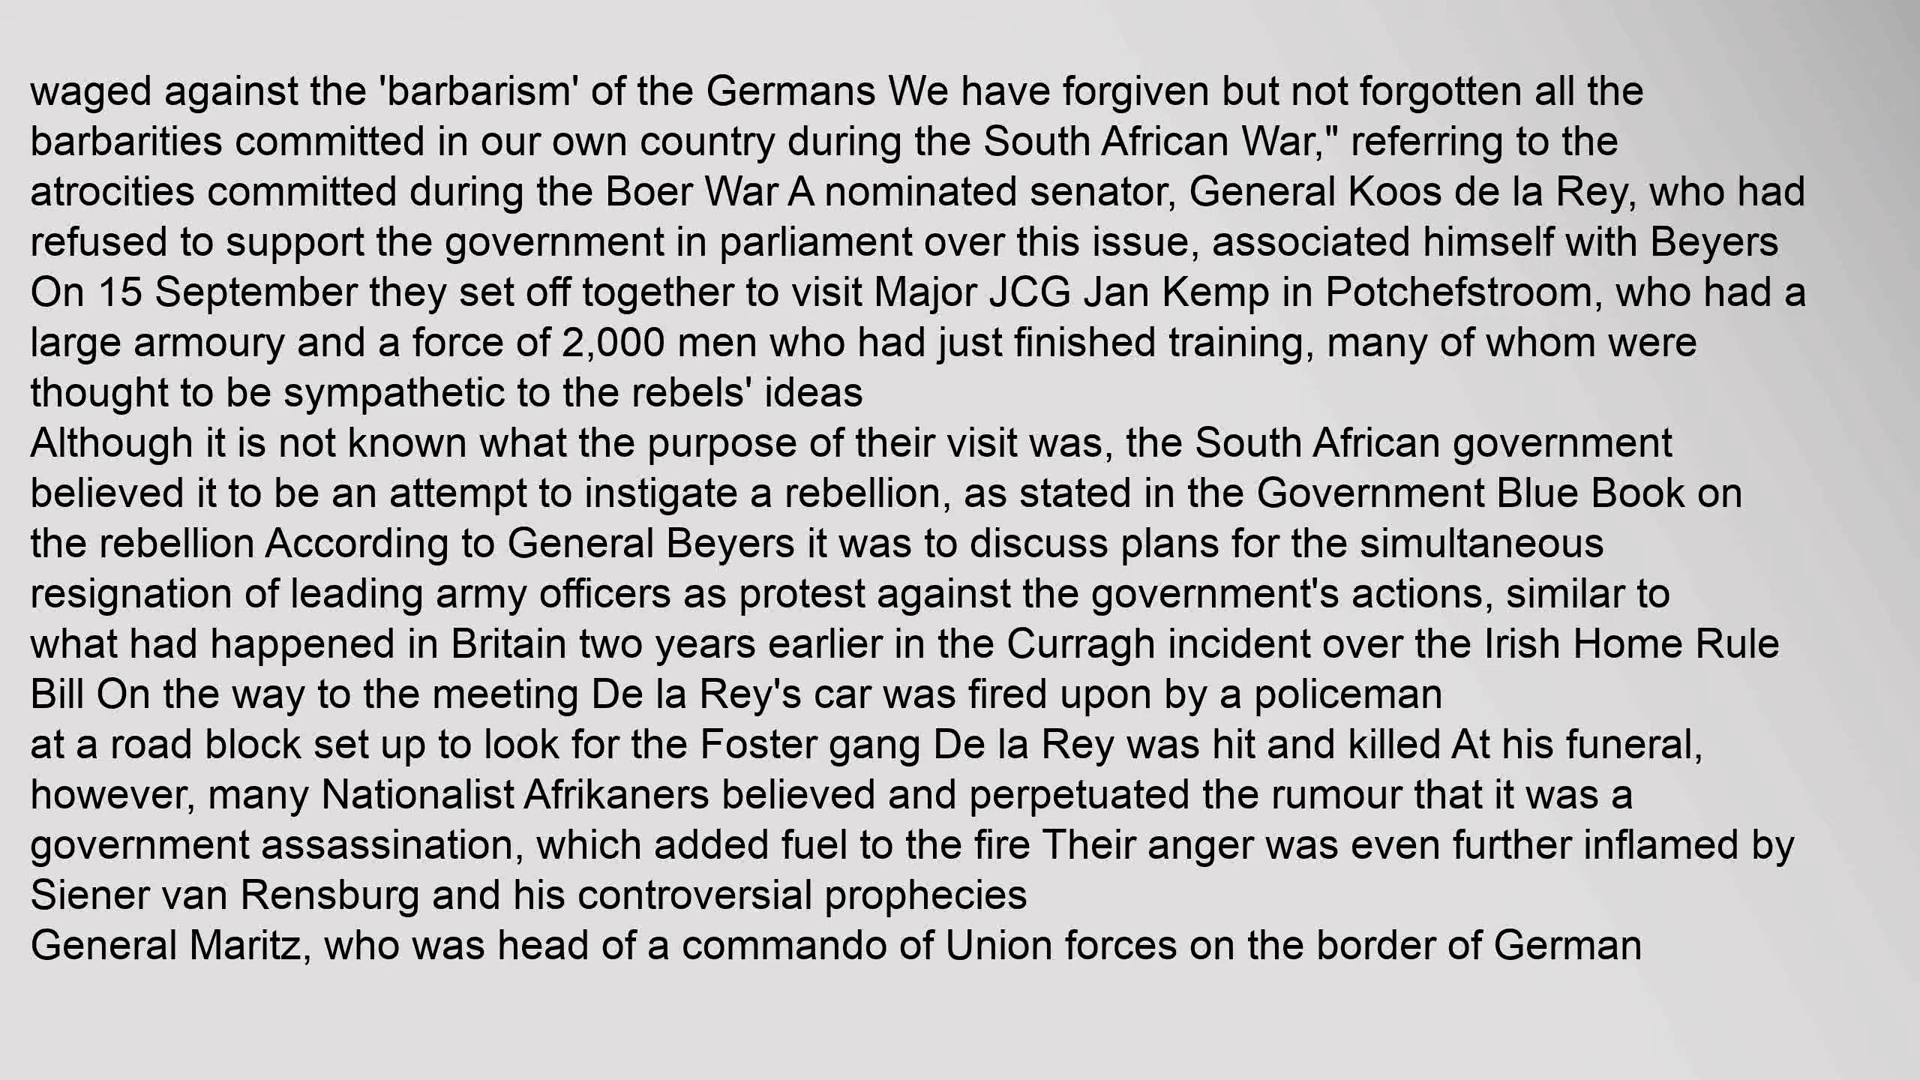 waged against the 'barbarism' of the Germans We have forgiven but not forgotten all the
barbarities committed in our own country during the South African War," referring to the
atrocities committed during the Boer War A nominated senator, General Koos de la Rey, who had
refused to support the government in parliament over this issue, associated himself with Beyers
On 15 September they set off together to visit Major JCG Jan Kemp in Potchefstroom, who had a
large armoury and a force of 2,000 men who had just finished training, many of whom were
thought to be sympathetic to the rebels' ideas
Although it is not known what the purpose of their visit was, the South African government
believed it to be an attempt to instigate a rebellion, as stated in the Government Blue Book on
the rebellion According to General Beyers it was to discuss plans for the simultaneous
resignation of leading army officers as protest against the government's actions, similar to
what had happened in Britain two years earlier in the Curragh incident over the Irish Home Rule
Bill On the way to the meeting De la Rey's car was fired upon by a policeman
at a road block set up to look for the Foster gang De la Rey was hit and killed At his funeral,
however, many Nationalist Afrikaners believed and perpetuated the rumour that it was a
government assassination, which added fuel to the fire Their anger was even further inflamed by
Siener van Rensburg and his controversial prophecies
General Maritz, who was head of a commando of Union forces on the border of German